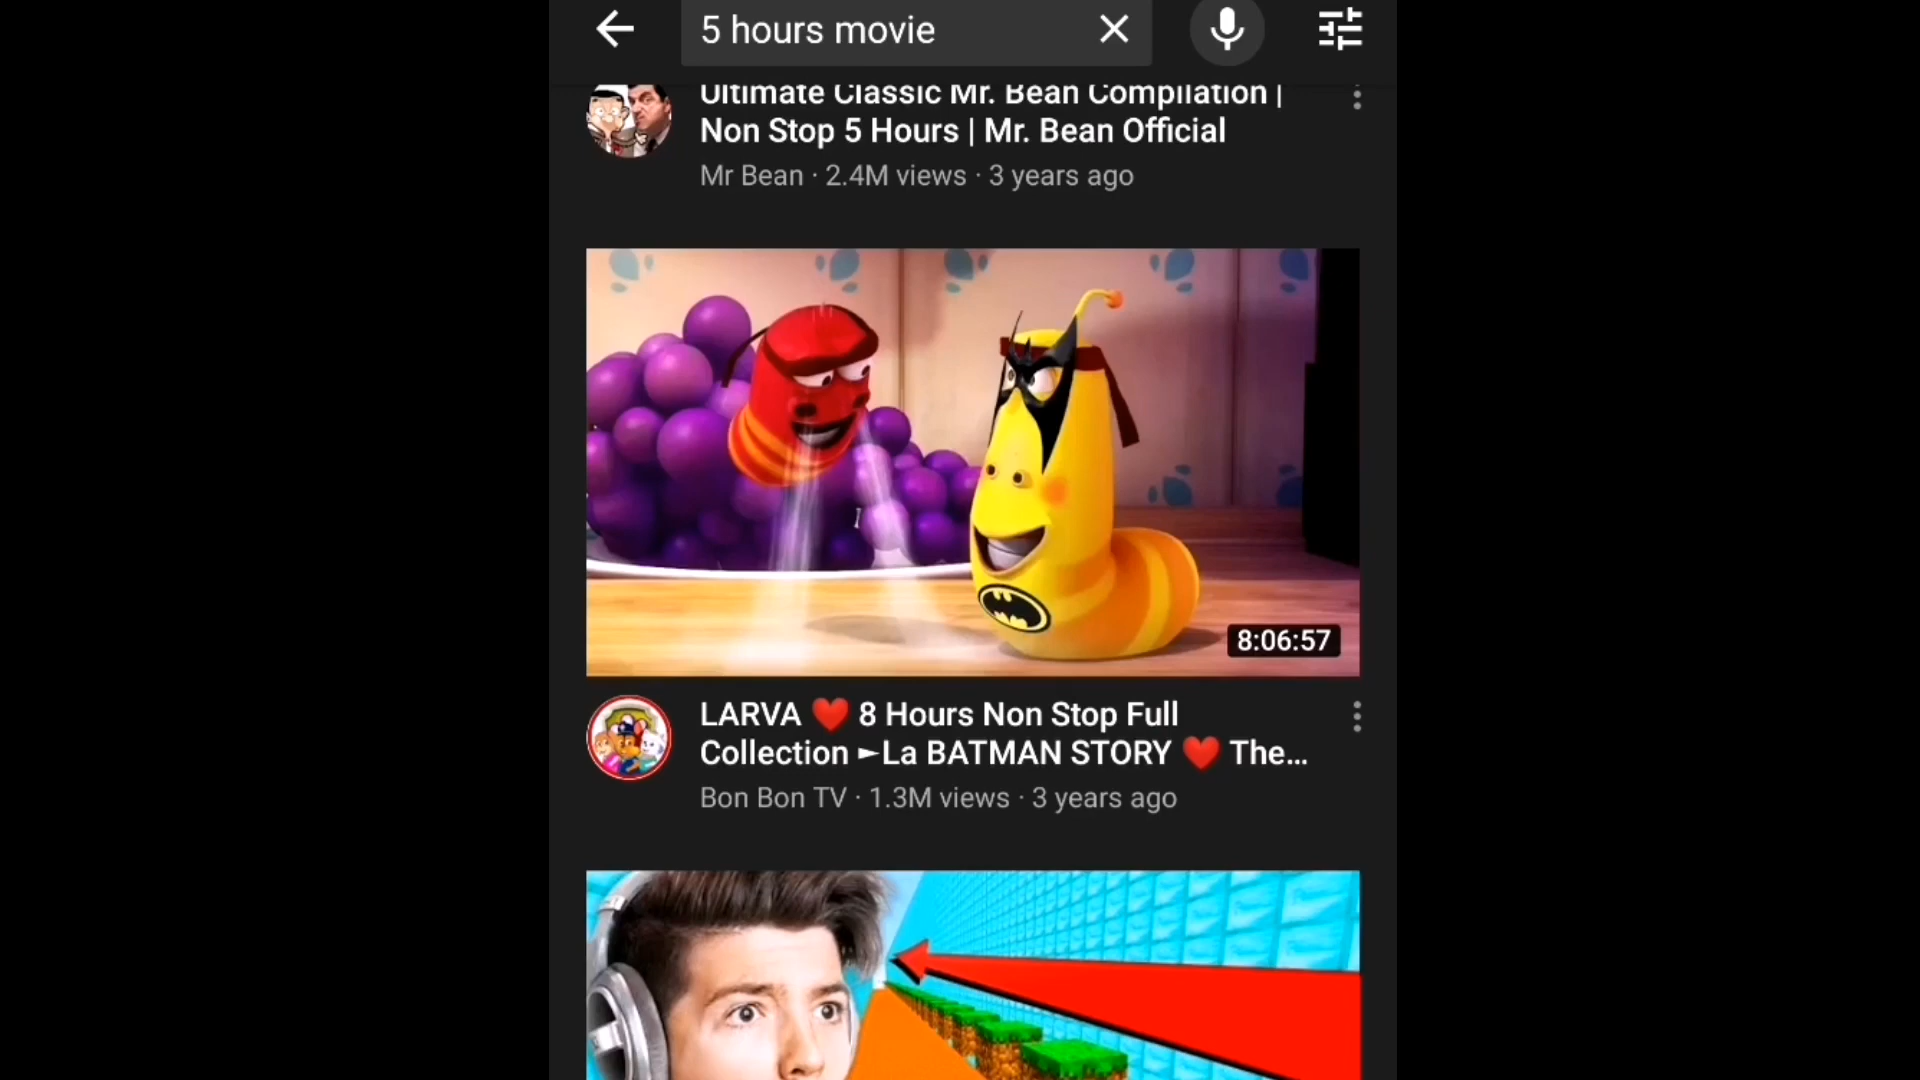 5 hours movie
Ultimate Classic Mr. Bean Compilation |
Non Stop 5 Hours | Mr. Bean Official
Mr Bean · 2.4M views · 3 years ago
8:06:57
LARVA ❤️ 8 Hours Non Stop Full
Collection ►La BATMAN STORY ❤️ The...
Bon Bon TV · 1.3M views · 3 years ago